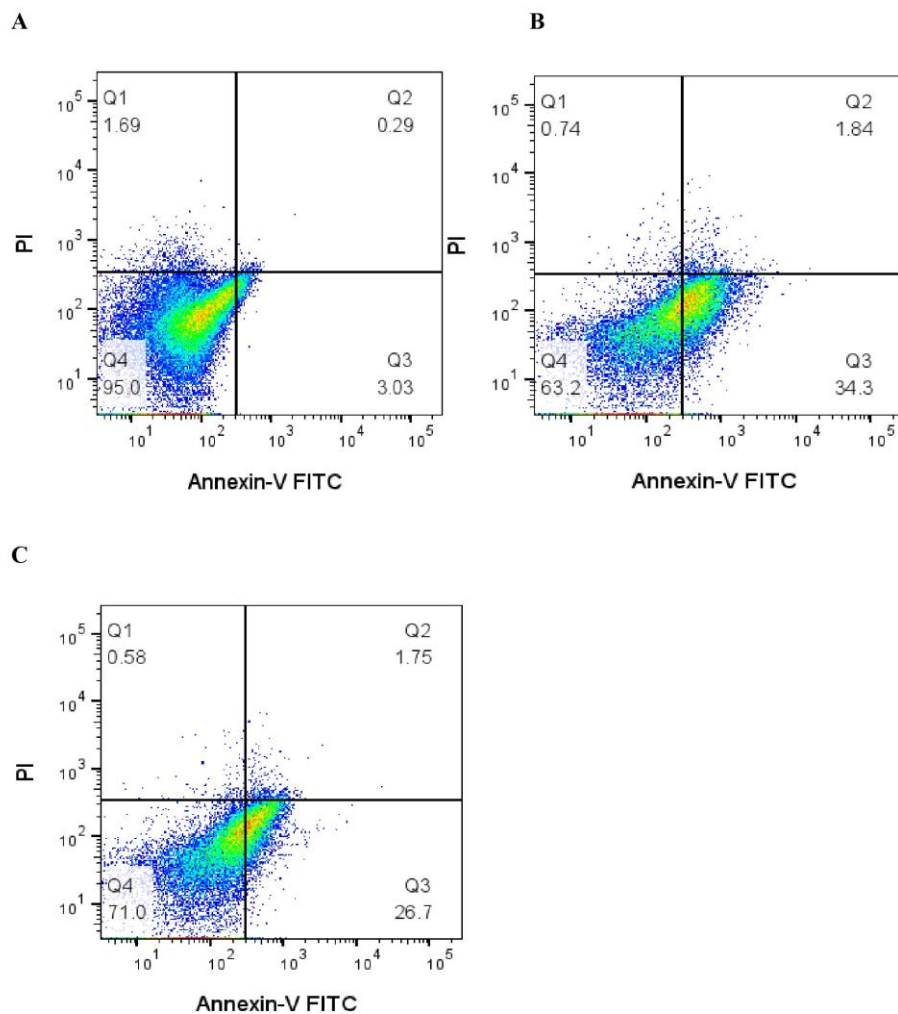 A
Q1
1.69
Q2
0.29
Q4
95.0
Q3
3.03
PI
10^5
10^4
10^3
10^2
10^1
10^1 10^2 10^3 10^4 10^5
Annexin-V FITC
B
Q1
0.74
Q2
1.84
Q4
63.2
Q3
34.3
PI
10^5
10^4
10^3
10^2
10^1
10^1 10^2 10^3 10^4 10^5
Annexin-V FITC
C
Q1
0.58
Q2
1.75
Q4
71.0
Q3
26.7
PI
10^5
10^4
10^3
10^2
10^1
10^1 10^2 10^3 10^4 10^5
Annexin-V FITC